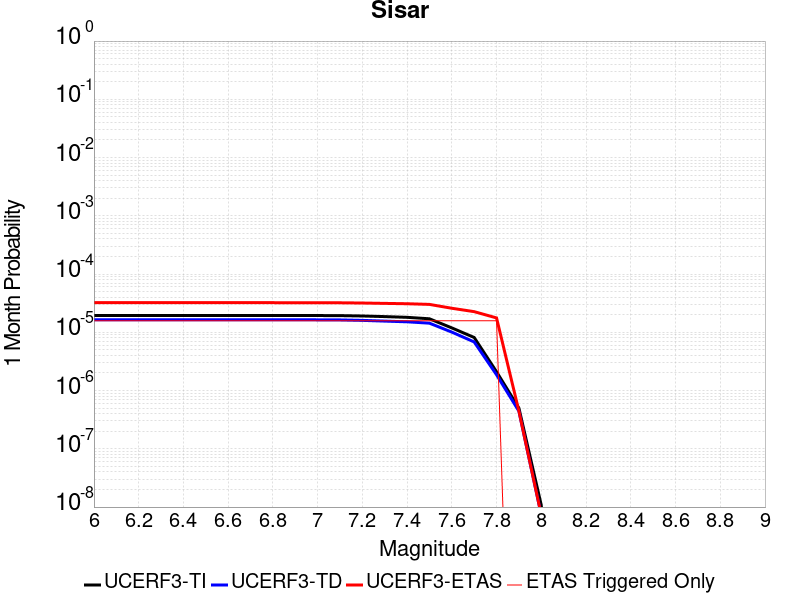 Sisar
10^0
10^-1
10^-2
10^-3
10^-4
10^-5
10^-6
10^-7
10^-8
1 Month Probability
6 6.2 6.4 6.6 6.8 7 7.2 7.4 7.6 7.8 8 8.2 8.4 8.6 8.8 9
Magnitude
UCERF3-TI UCERF3-TD UCERF3-ETAS ETAS Triggered Only